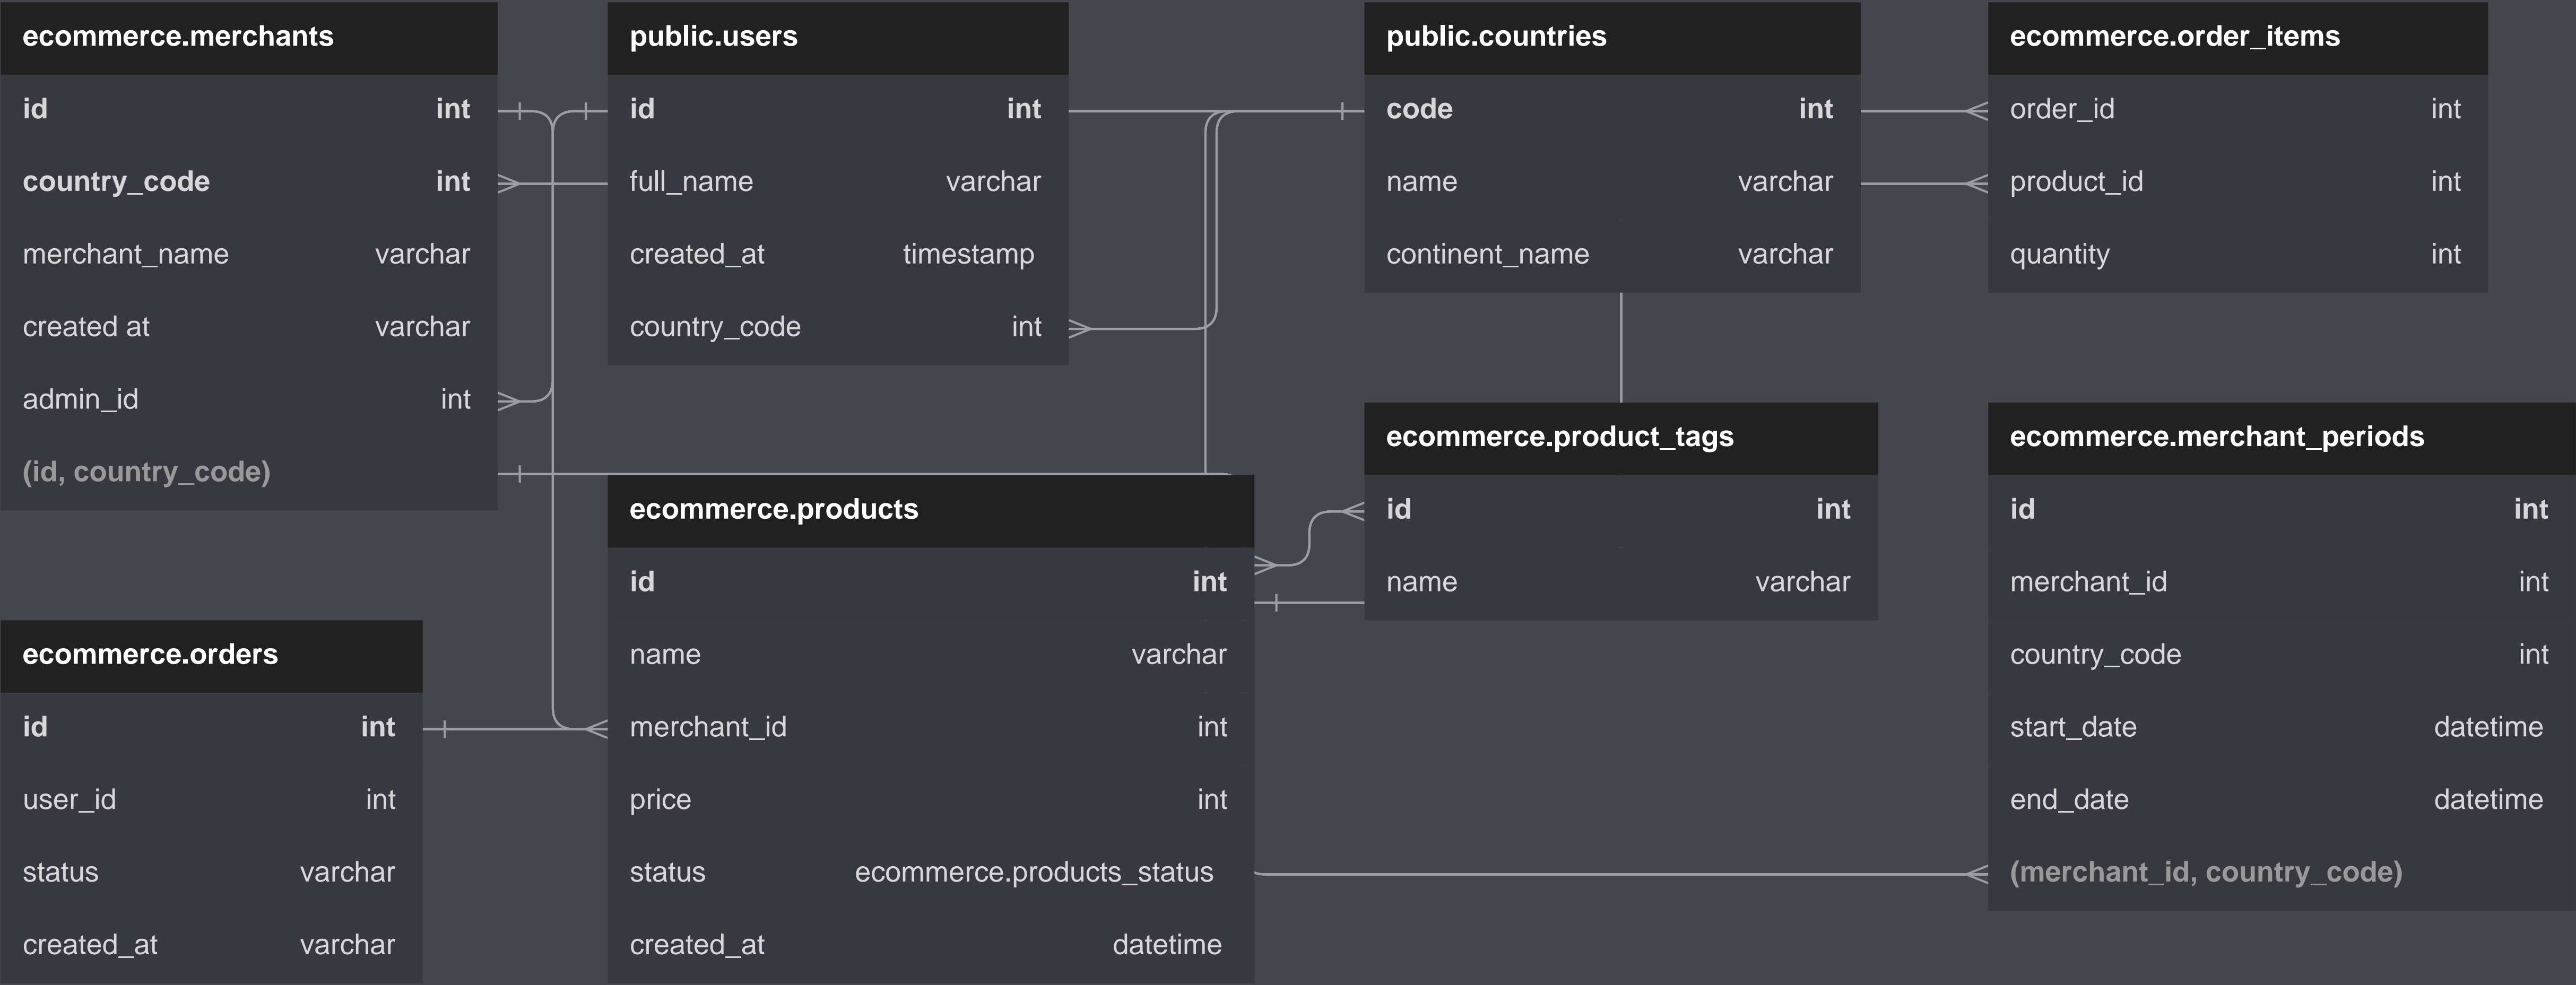 ecommerce.merchants
id int
country_code int
merchant_name varchar
created at varchar
admin_id int
(id, country_code)
public.users
id int
full_name varchar
created_at timestamp
country_code int
public.countries
code int
name varchar
continent_name varchar
ecommerce.order_items
order_id int
product_id int
quantity int
ecommerce.product_tags
id int
name varchar
ecommerce.merchant_periods
id int
merchant_id int
country_code int
start_date datetime
end_date datetime
(merchant_id, country_code)
ecommerce.products
id int
name varchar
merchant_id int
price int
status ecommerce.products_status
created_at datetime
ecommerce.orders
id int
user_id int
status varchar
created_at varchar